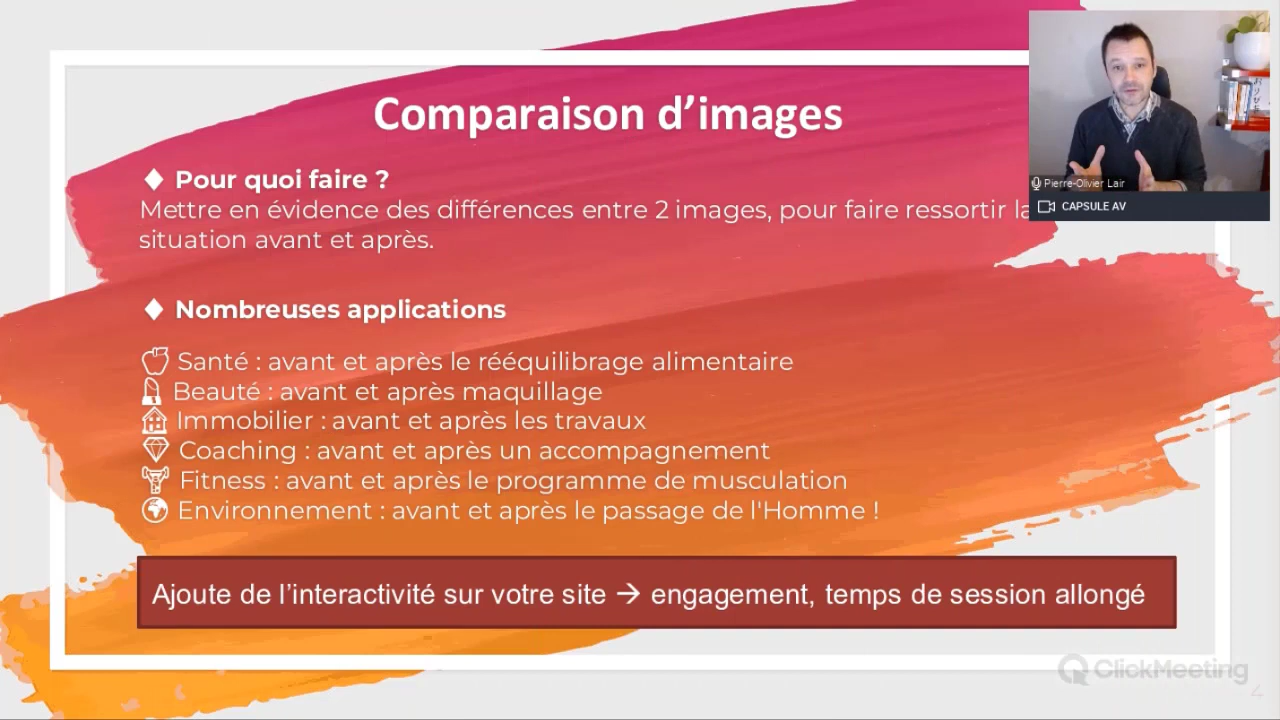 Comparaison d’images
♦ Pour quoi faire ?
Mettre en évidence des différences entre 2 images, pour faire ressortir la
situation avant et après.
♦ Nombreuses applications
Santé : avant et après le rééquilibrage alimentaire
Beauté : avant et après maquillage
Immobilier : avant et après les travaux
Coaching : avant et après un accompagnement
Fitness : avant et après le programme de musculation
Environnement : avant et après le passage de l'Homme !
Ajoute de l’interactivité sur votre site → engagement, temps de session allongé
Pierre-Olivier Lair
CAPSULE AV
ClickMeeting
4